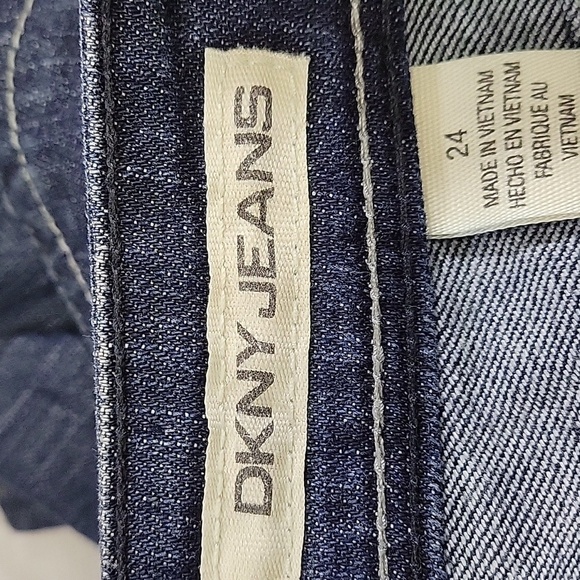 DKNY JEANS
24
MADE IN VIETNAM
HECHO EN VIETNAM
FABRIQUE AU
VIETNAM